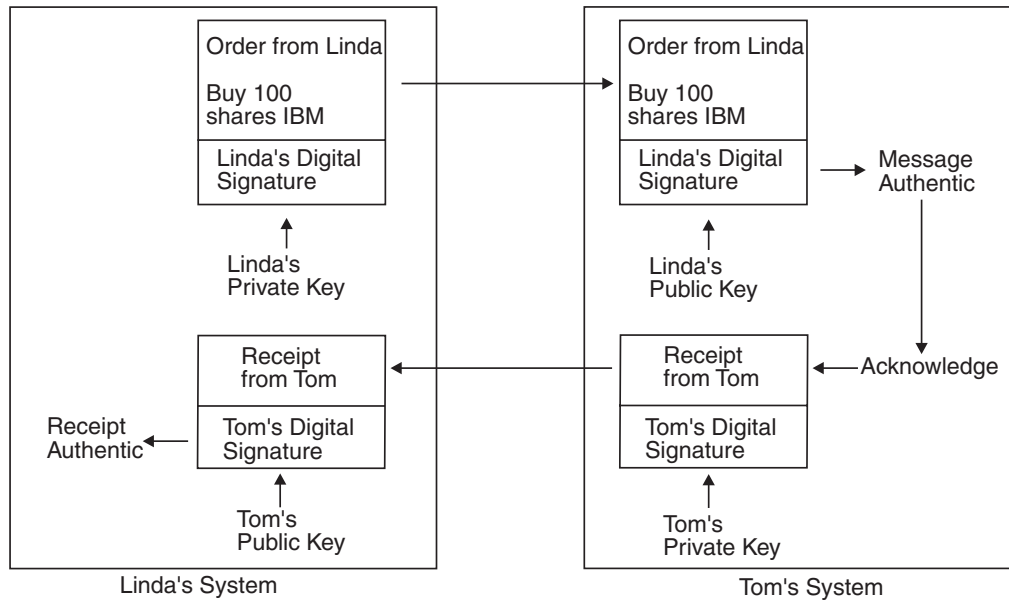 Order from Linda
Buy 100
shares IBM
Linda's Digital
Signature
Linda's
Private Key
Order from Linda
Buy 100
shares IBM
Linda's Digital
Signature
Message
Authentic
Linda's
Public Key
Receipt
from Tom
Tom's Digital
Signature
Receipt
Authentic
Tom's
Public Key
Receipt
from Tom
Acknowledge
Tom's Digital
Signature
Tom's
Private Key
Linda's System
Tom's System